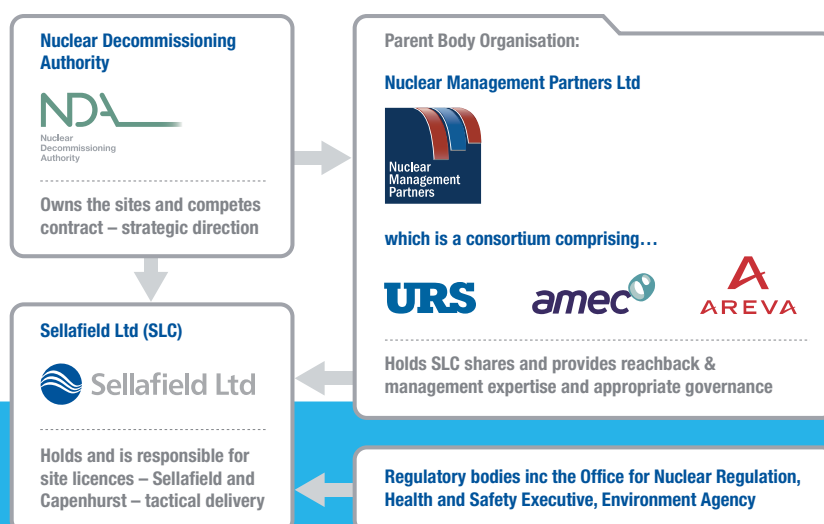 Nuclear Decommissioning
Authority
NDA
Nuclear
Decommissioning
Authority
Owns the sites and competes
contract – strategic direction
Parent Body Organisation:
Nuclear Management Partners Ltd
Nuclear
Management
Partners
which is a consortium comprising…
URS
amec
AREVA
Holds SLC shares and provides reachback &
management expertise and appropriate governance
Sellafield Ltd (SLC)
Sellafield Ltd
Holds and is responsible for
site licences – Sellafield and
Capenhurst – tactical delivery
Regulatory bodies inc the Office for Nuclear Regulation,
Health and Safety Executive, Environment Agency